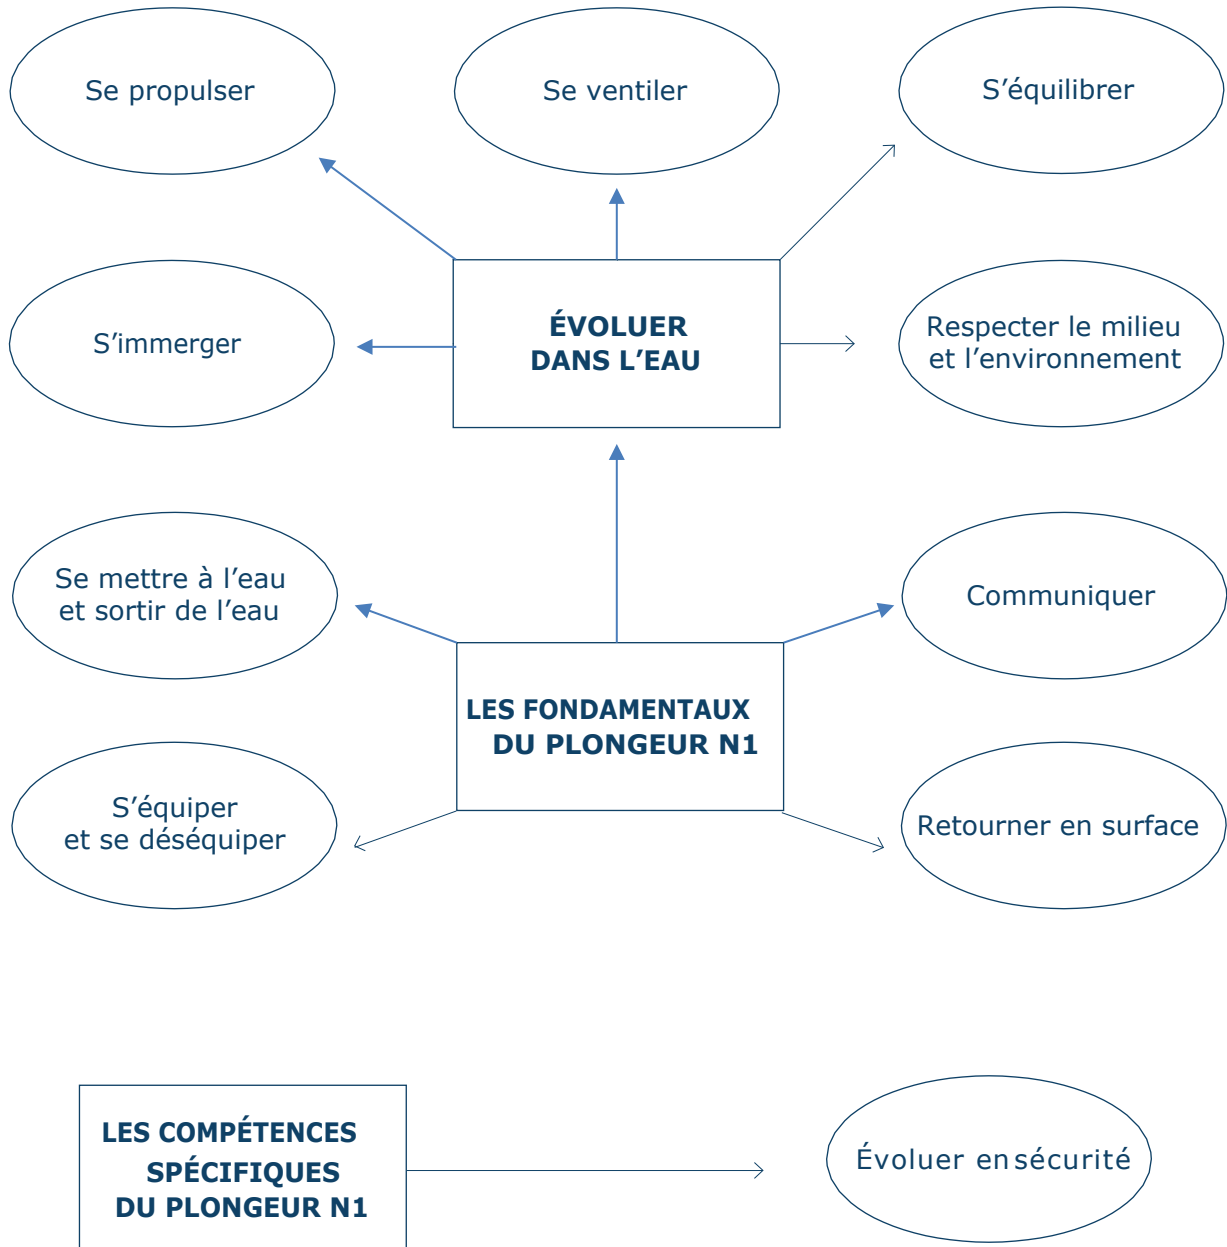 Se propulser
Se ventiler
S’équilibrer
S’immerger
ÉVOLUER
DANS L’EAU
Respecter le milieu
et l’environnement
Se mettre à l’eau
et sortir de l’eau
Communiquer
LES FONDAMENTAUX
DU PLONGEUR N1
S’équiper
et se déséquiper
Retourner en surface
LES COMPÉTENCES
SPÉCIFIQUES
DU PLONGEUR N1
Évoluer en sécurité